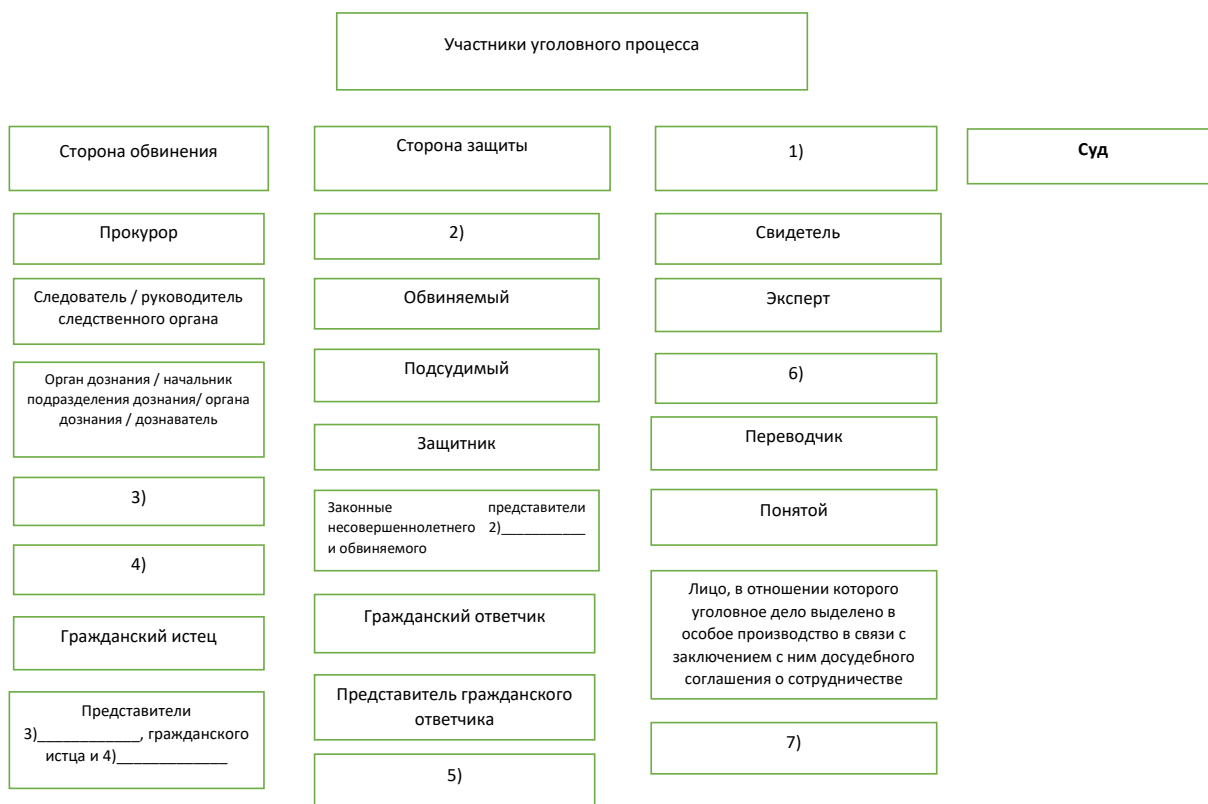 Участники уголовного процесса
Сторона обвинения
Сторона защиты
1)
Суд
Прокурор
2)
Свидетель
Следователь / руководитель
следственного органа
Обвиняемый
Эксперт
Орган дознания / начальник
подразделения дознания/ органа
дознания / дознаватель
Подсудимый
6)
Защитник
Переводчик
3)
Законные представители
несовершеннолетнего 2)___________
и обвиняемого
Понятой
4)
Гражданский ответчик
Лицо, в отношении которого
уголовное дело выделено в
особое производство в связи с
заключением с ним досудебного
соглашения о сотрудничестве
Гражданский истец
Представители
3)____________, гражданского
истца и 4)_____________
Представитель гражданского
ответчика
7)
5)